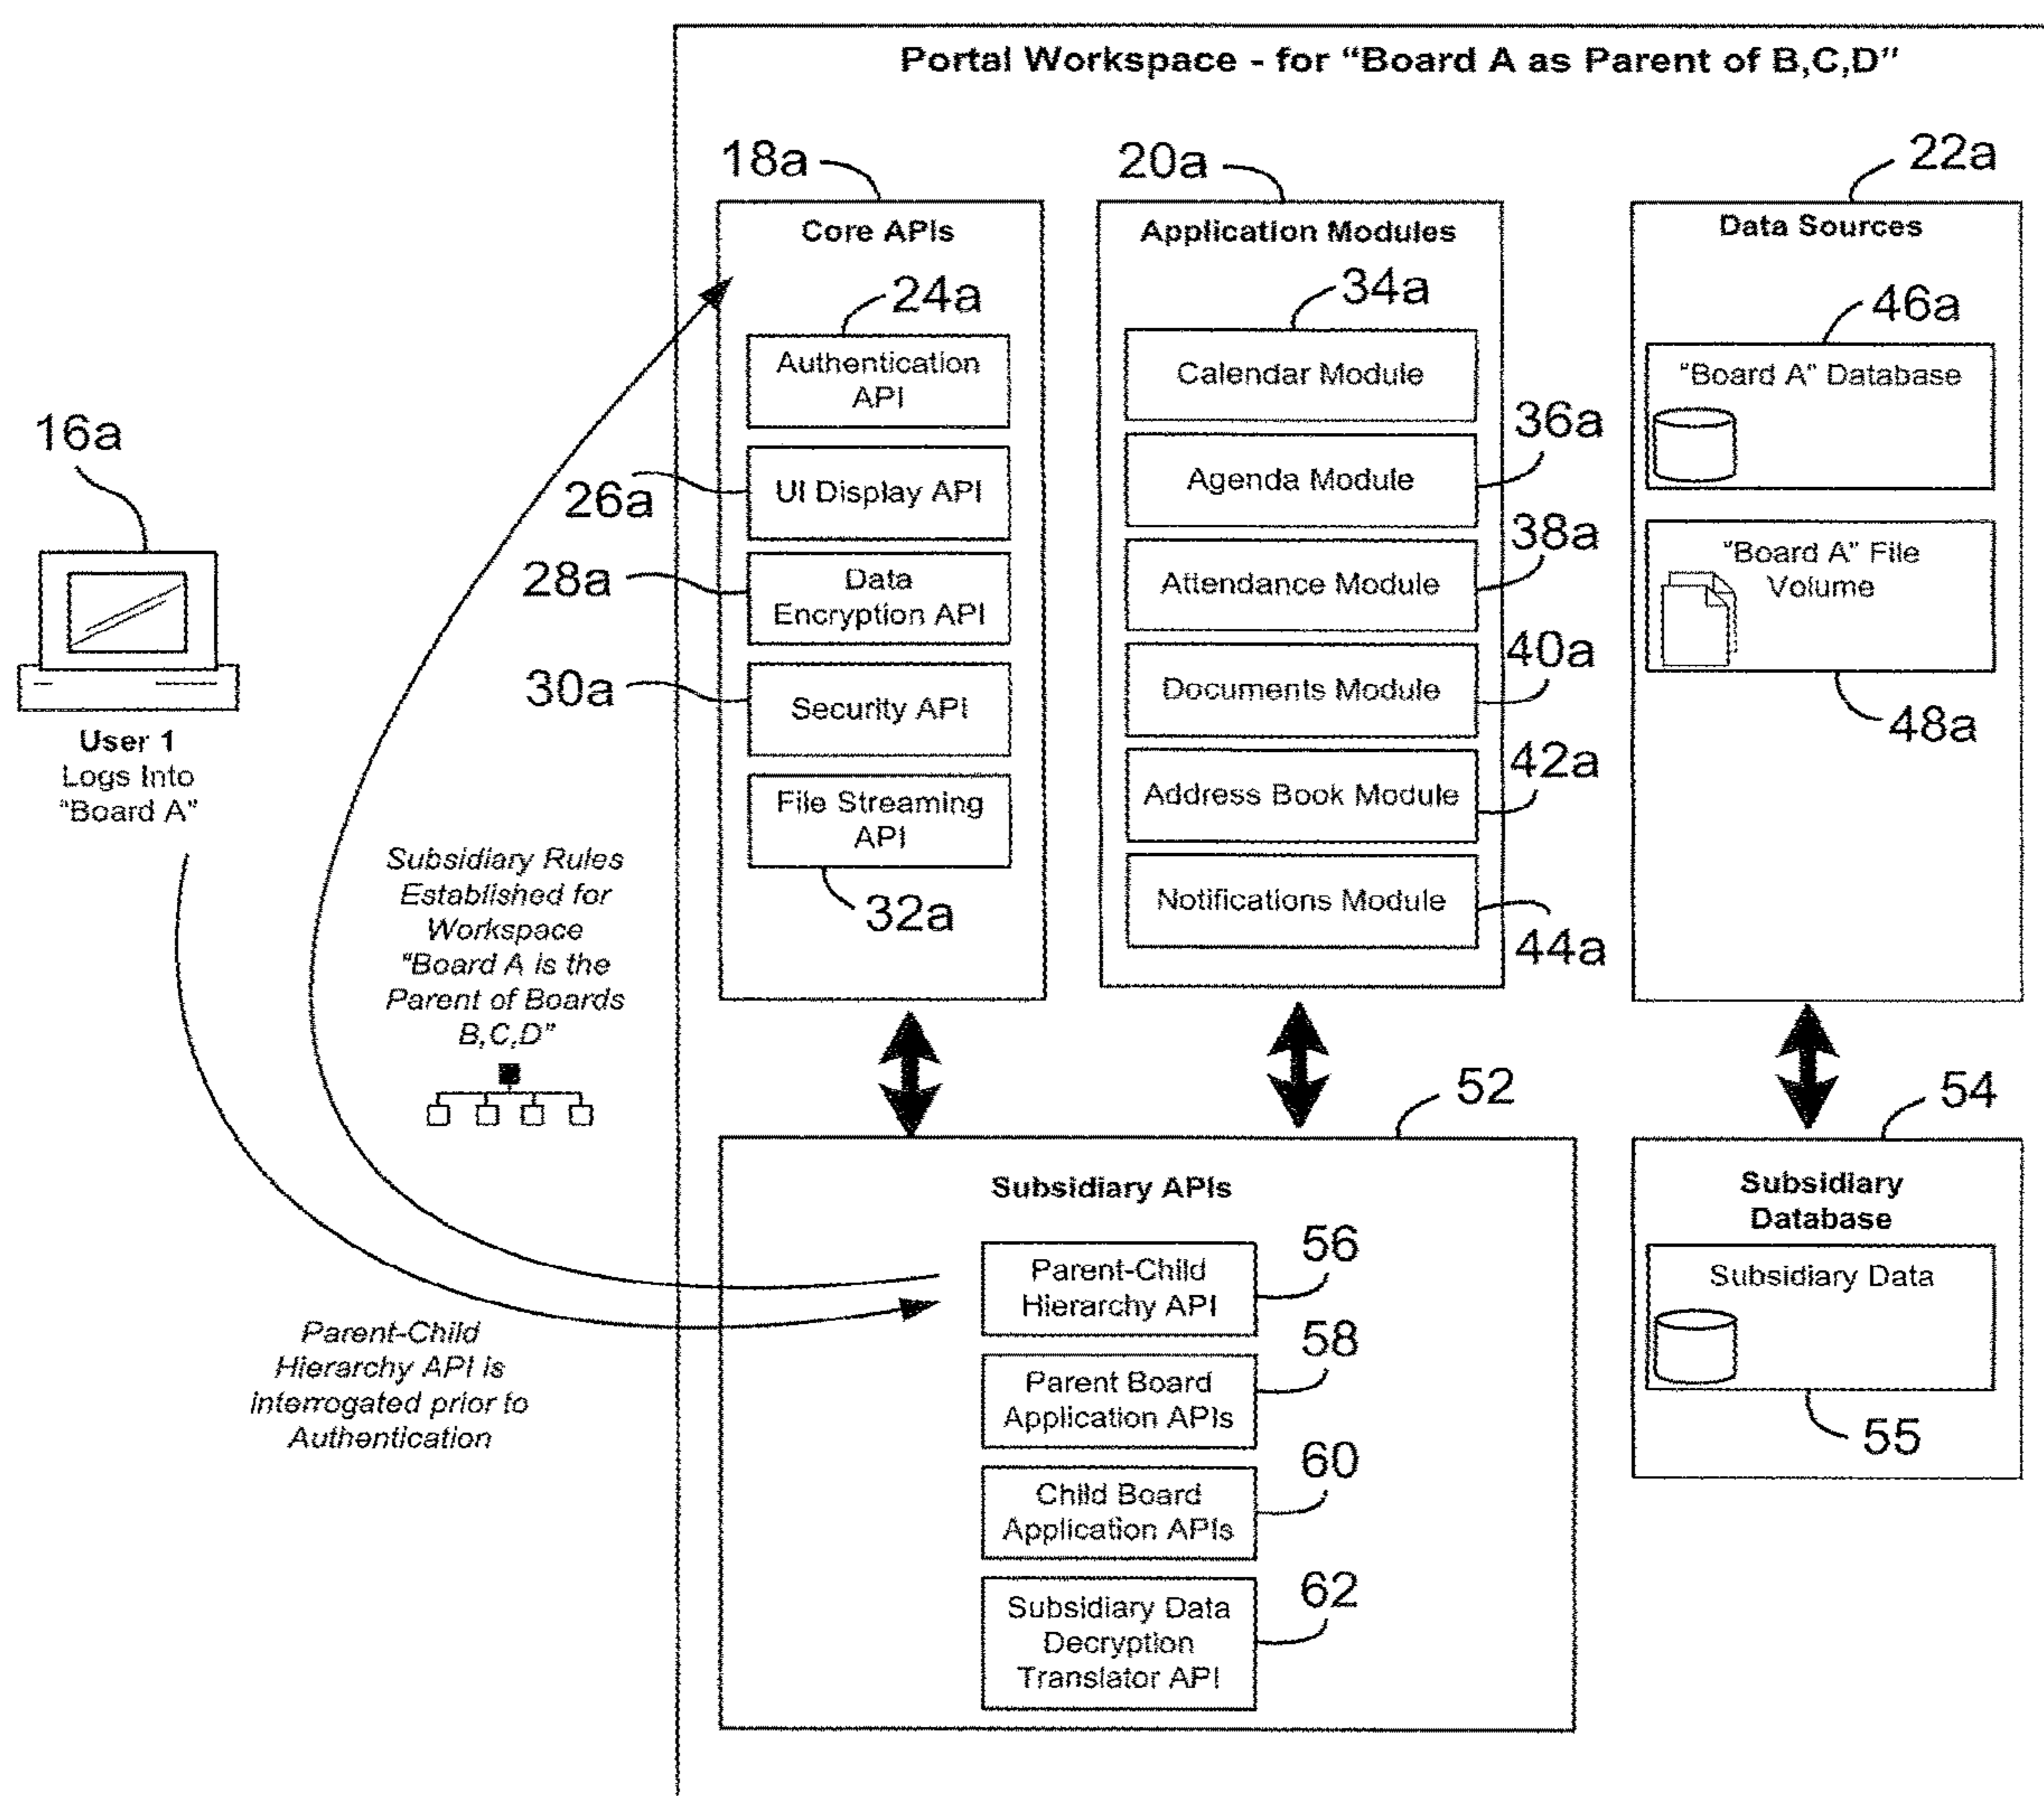 Portal Workspace - for “Board A as Parent of B,C,D”
18a
20a
22a
Core APIs
Application Modules
Data Sources
24a
34a
46a
Authentication
API
Calendar Module
“Board A” Database
16a
26a
UI Display API
Agenda Module
36a
28a
Data
Encryption API
Attendance Module
38a
“Board A” File
Volume
30a
Security API
Documents Module
40a
48a
User 1
Logs Into
“Board A”
File Streaming
API
Address Book Module
42a
32a
Notifications Module
44a
Subsidiary Rules
Established for
Workspace
“Board A is the
Parent of Boards
B,C,D”
52
54
Subsidiary APIs
Subsidiary
Database
Parent-Child
Hierarchy API
56
Subsidiary Data
55
Parent Board
Application APIs
58
Child Board
Application APIs
60
Subsidiary Data
Decryption
Translator API
62
Parent-Child
Hierarchy API is
interrogated prior to
Authentication